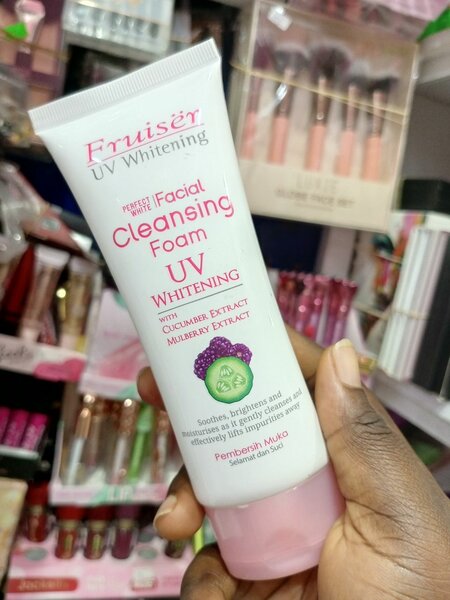 Fruisër
UV Whitening
PERFECT WHITE | Facial
Cleansing
Foam
UV
WHITENING
WITH
CUCUMBER EXTRACT
MULBERRY EXTRACT
Soothes, brightens and
moisturises as it gently cleanses and
effectively lifts impurities away
Pembersih Muka
Selamat dan Suci